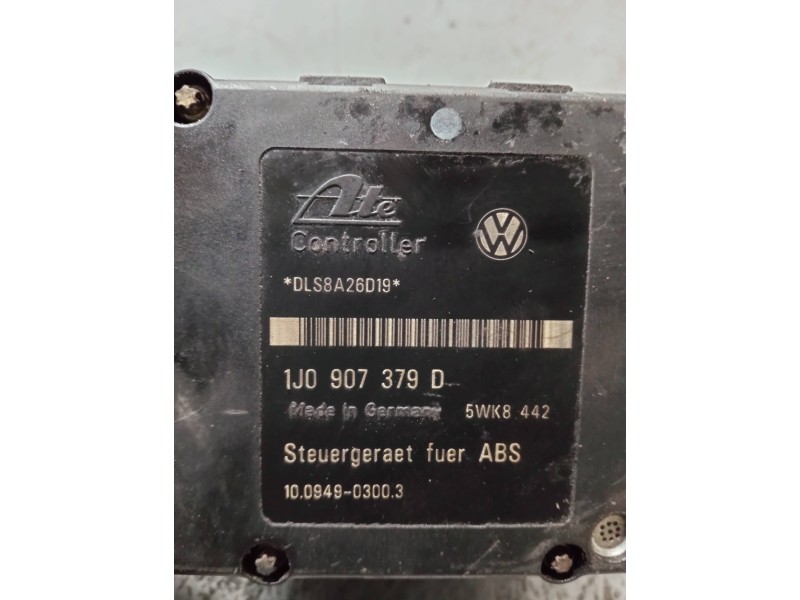 Ate
Controller
*DLS8A26D19*
1J0 907 379 D
Made in Germany 5WK8 442
Steuergeraet fuer ABS
10.0949-0300.3